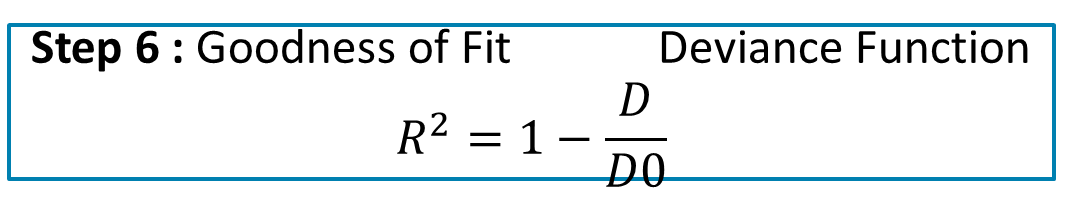 Step 6 : Goodness of Fit Deviance Function
R² = 1 − D/D0